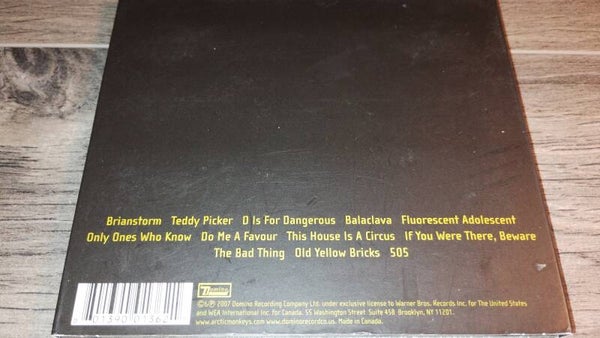 Brianstorm Teddy Picker D Is For Dangerous Balaclava Fluorescent Adolescent
Only Ones Who Know Do Me A Favour This House Is A Circus If You Were There, Beware
The Bad Thing Old Yellow Bricks 505
Domino
©℗ 2007 Domino Recording Company Ltd. under exclusive license to Warner Bros. Records Inc. for The United States
and WEA International Inc. for Canada. 55 Washington Street. Suite 458 Brooklyn, NY 11201.
www.arcticmonkeys.com www.dominorecordco.us Made in Canada.